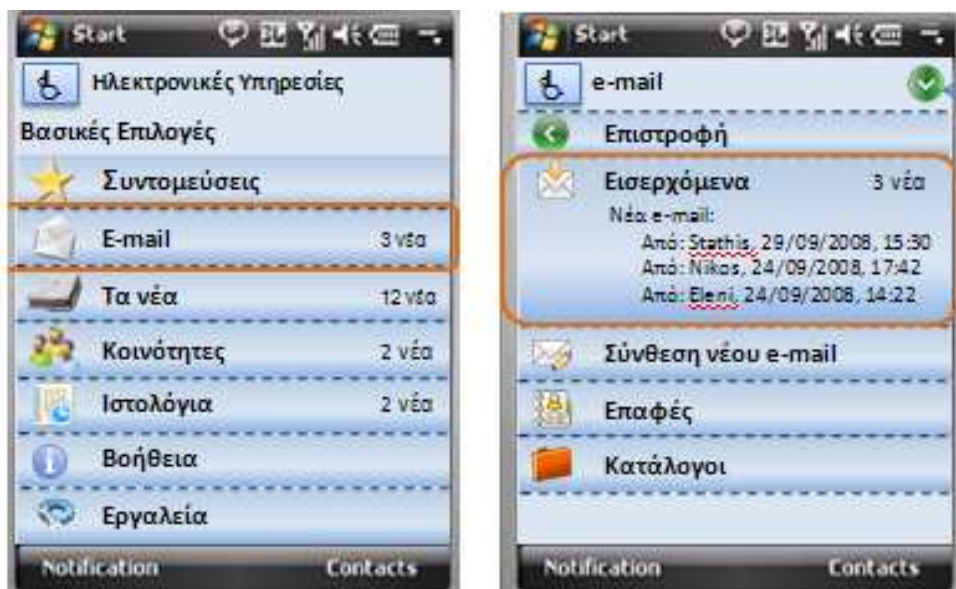 Start
Ηλεκτρονικές Υπηρεσίες
Βασικές Επιλογές
Συντομεύσεις
E-mail 3 νέα
Τα νέα 12 νέα
Κοινότητες 2 νέα
Ιστολόγια 2 νέα
Βοήθεια
Εργαλεία
Notification Contacts
Start
e-mail
Επιστροφή
Εισερχόμενα 3 νέα
Νέα e-mail:
Από: Stathis, 29/09/2008, 15:30
Από: Nikos, 24/09/2008, 17:42
Από: Eleni, 24/09/2008, 14:22
Σύνθεση νέου e-mail
Επαφές
Κατάλογοι
Notification Contacts